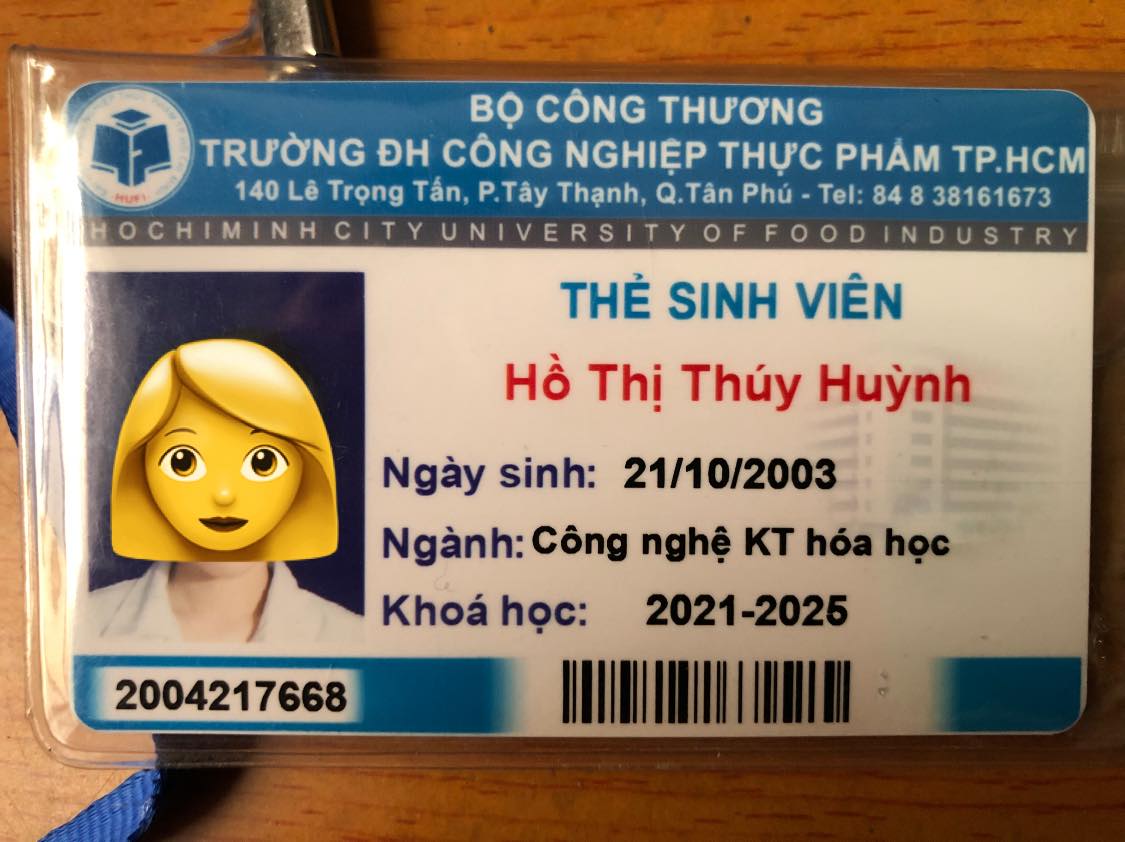 BỘ CÔNG THƯƠNG
TRƯỜNG ĐH CÔNG NGHIỆP THỰC PHẨM TP.HCM
140 Lê Trọng Tấn, P.Tây Thạnh, Q.Tân Phú - Tel: 84 8 38161673
HOCHIMINH CITY UNIVERSITY OF FOOD INDUSTRY
HUFI
THẺ SINH VIÊN
Hồ Thị Thúy Huỳnh
Ngày sinh: 21/10/2003
Ngành: Công nghệ KT hóa học
Khoá học: 2021-2025
2004217668